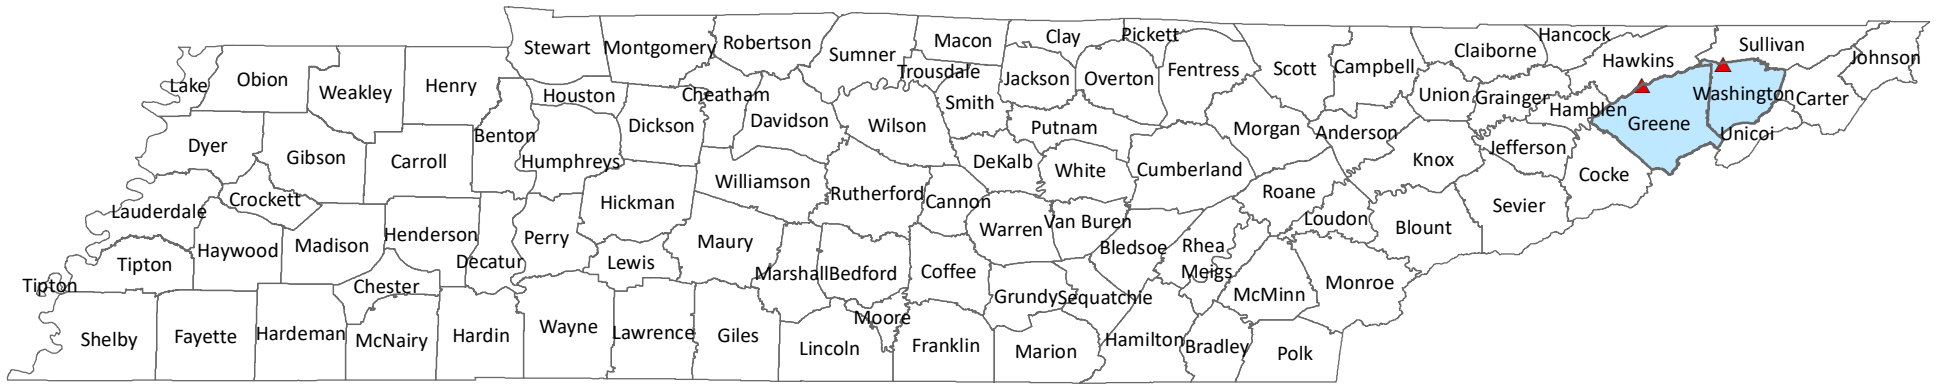 Stewart
Montgomery
Robertson
Sumner
Macon
Clay
Pickett
Claiborne
Hancock
Sullivan
Johnson
Lake
Obion
Weakley
Henry
Houston
Cheatham
Trousdale
Jackson
Overton
Fentress
Scott
Campbell
Hawkins
Union
Grainger
Hamblen
Washington
Carter
Dyer
Gibson
Carroll
Benton
Humphreys
Dickson
Davidson
Wilson
Smith
Putnam
Morgan
Anderson
Knox
Jefferson
Greene
Unicoi
Lauderdale
Crockett
Hickman
Williamson
Rutherford
Cannon
DeKalb
White
Cumberland
Roane
Loudon
Blount
Sevier
Cocke
Tipton
Haywood
Madison
Henderson
Decatur
Perry
Lewis
Maury
Marshall
Bedford
Coffee
Warren
Van Buren
Bledsoe
Rhea
Meigs
McMinn
Monroe
Tipton
Chester
Moore
Grundy
Sequatchie
Shelby
Fayette
Hardeman
McNairy
Hardin
Wayne
Lawrence
Giles
Lincoln
Franklin
Marion
Hamilton
Bradley
Polk